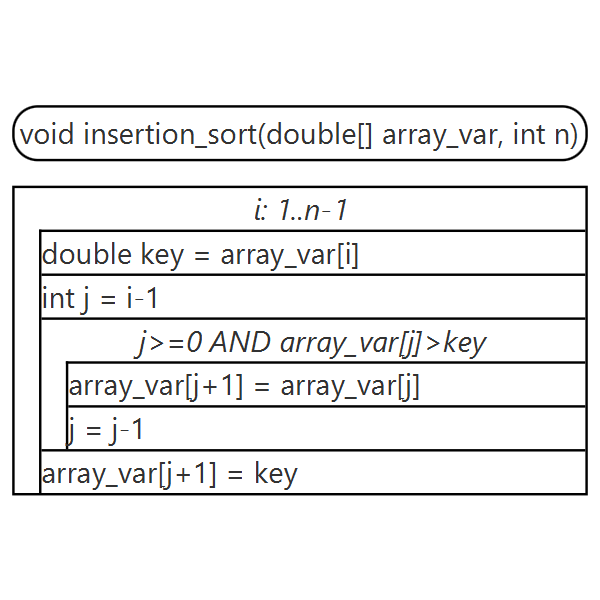 void insertion_sort(double[] array_var, int n)
i: 1..n-1
double key = array_var[i]
int j = i-1
j>=0 AND array_var[j]>key
array_var[j+1] = array_var[j]
j = j-1
array_var[j+1] = key